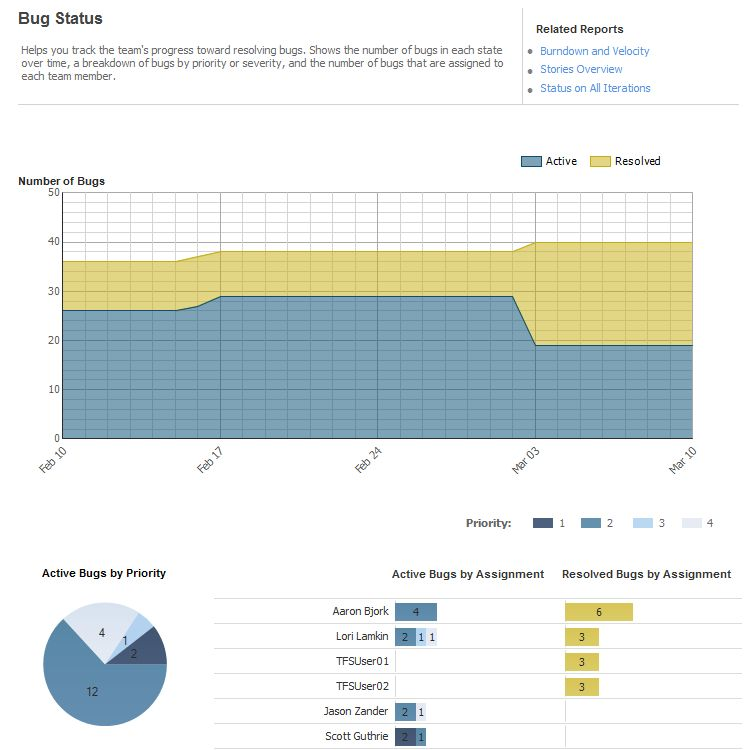 Bug Status
Helps you track the team's progress toward resolving bugs. Shows the number of bugs in each state
over time, a breakdown of bugs by priority or severity, and the number of bugs that are assigned to
each team member.
Related Reports
Burndown and Velocity
Stories Overview
Status on All Iterations
Active Resolved
Number of Bugs
50
40
30
20
10
0
Feb 10 Feb 17 Feb 24 Mar 03 Mar 10
Priority: 1 2 3 4
Active Bugs by Priority
4
1
2
12
Active Bugs by Assignment Resolved Bugs by Assignment
Aaron Bjork 4 6
Lori Lamkin 2 1 1 3
TFSUser01 3
TFSUser02 3
Jason Zander 2 1
Scott Guthrie 2 1